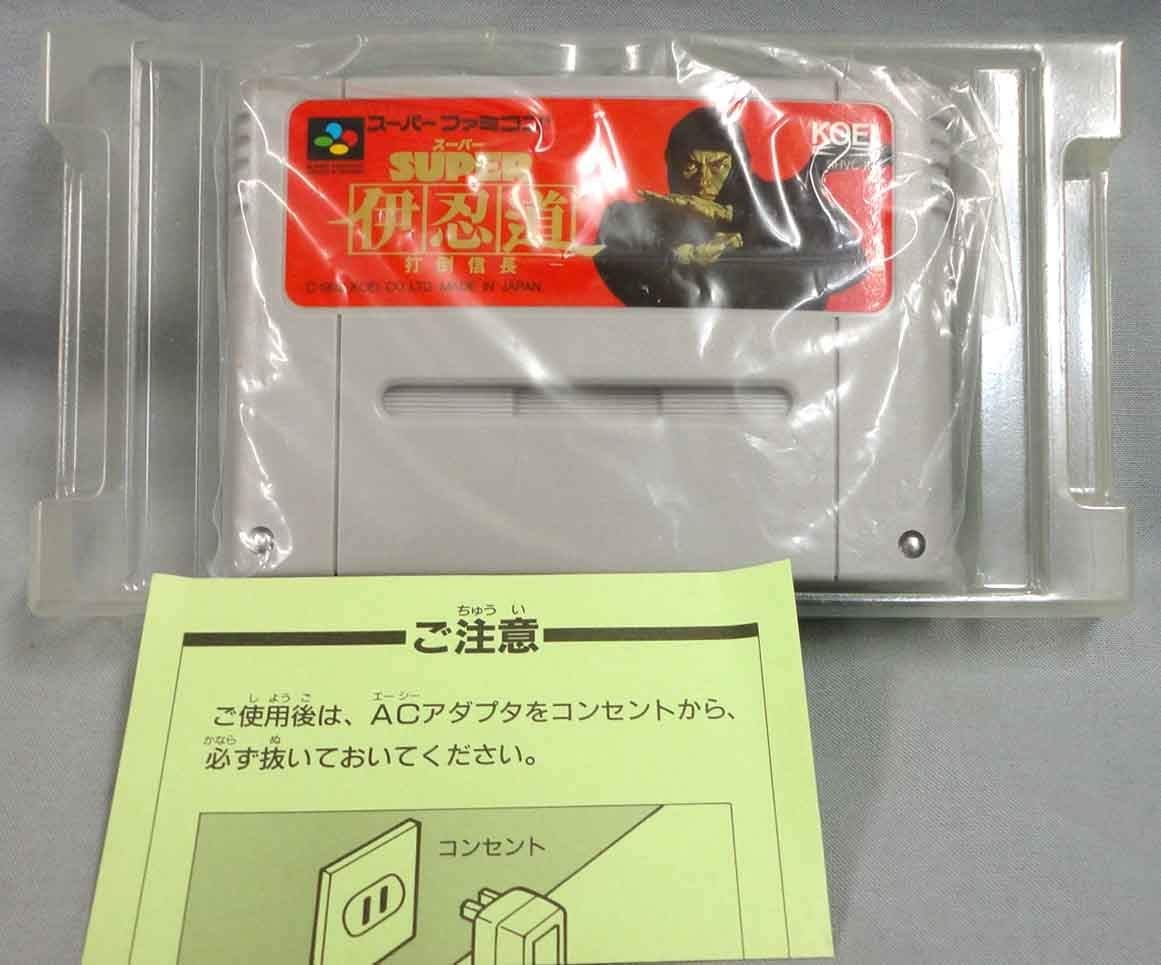 スーパーファミコン
KOEI
スーパー
SUPER
伊忍道
打倒信長
KOEI CO.,LTD. MADE IN JAPAN
ちゅうい
ご注意
しようご エーシー
ご使用後は、ACアダプタをコンセントから、
かなら ぬ
必ず抜いておいてください。
コンセント